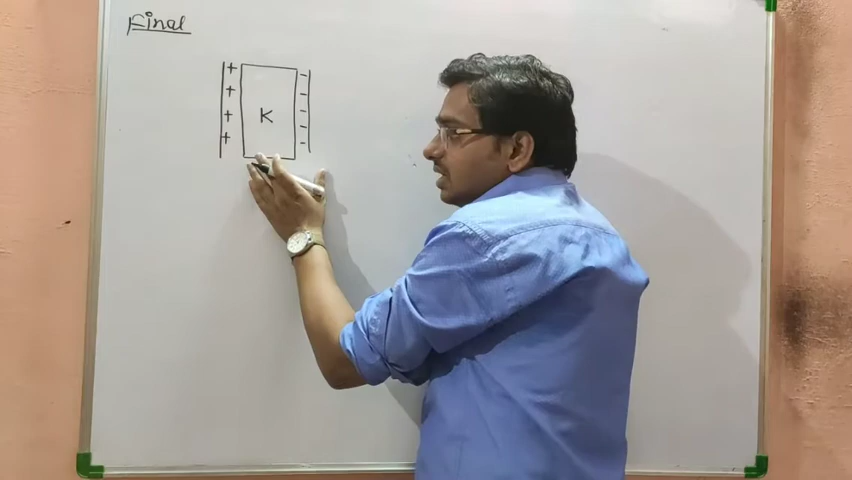 Final
+ -
+ -
+ K -
+ -
-